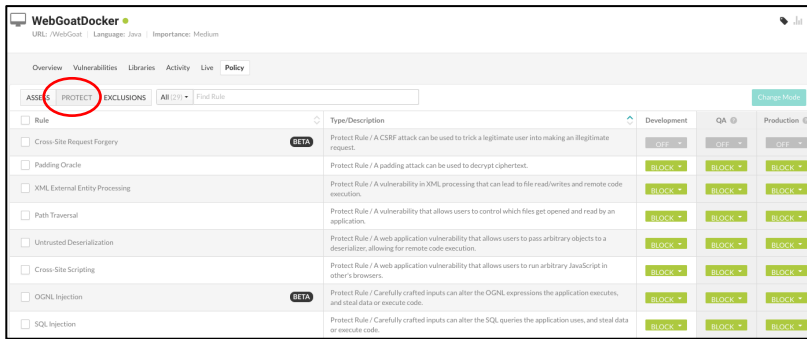 WebGoatDocker
URL: /WebGoat | Language: Java | Importance: Medium
Overview Vulnerabilities Libraries Activity Live Policy
ASSESS PROTECT EXCLUSIONS All (29) Find Rule Change Mode
Rule Type/Description Development QA Production
Cross-Site Request Forgery BETA Protect Rule / A CSRF attack can be used to trick a legitimate user into making an illegitimate
request. OFF OFF OFF
Padding Oracle Protect Rule / A padding attack can be used to decrypt ciphertext. BLOCK BLOCK BLOCK
XML External Entity Processing Protect Rule / A vulnerability in XML processing that can lead to file read/writes and remote code
execution. BLOCK BLOCK BLOCK
Path Traversal Protect Rule / A vulnerability that allows users to control which files get opened and read by an
application. BLOCK BLOCK BLOCK
Untrusted Deserialization Protect Rule / A web application vulnerability that allows users to pass arbitrary objects to a
deserializer, allowing for remote code execution. BLOCK BLOCK BLOCK
Cross-Site Scripting Protect Rule / A web application vulnerability that allows users to run arbitrary JavaScript in
other's browsers. BLOCK BLOCK BLOCK
OGNL Injection BETA Protect Rule / Carefully crafted inputs can alter the OGNL expressions the application executes,
and steal data or execute code. BLOCK BLOCK BLOCK
SQL Injection Protect Rule / Carefully crafted inputs can alter the SQL queries the application uses, and steal data
or execute code. BLOCK BLOCK BLOCK